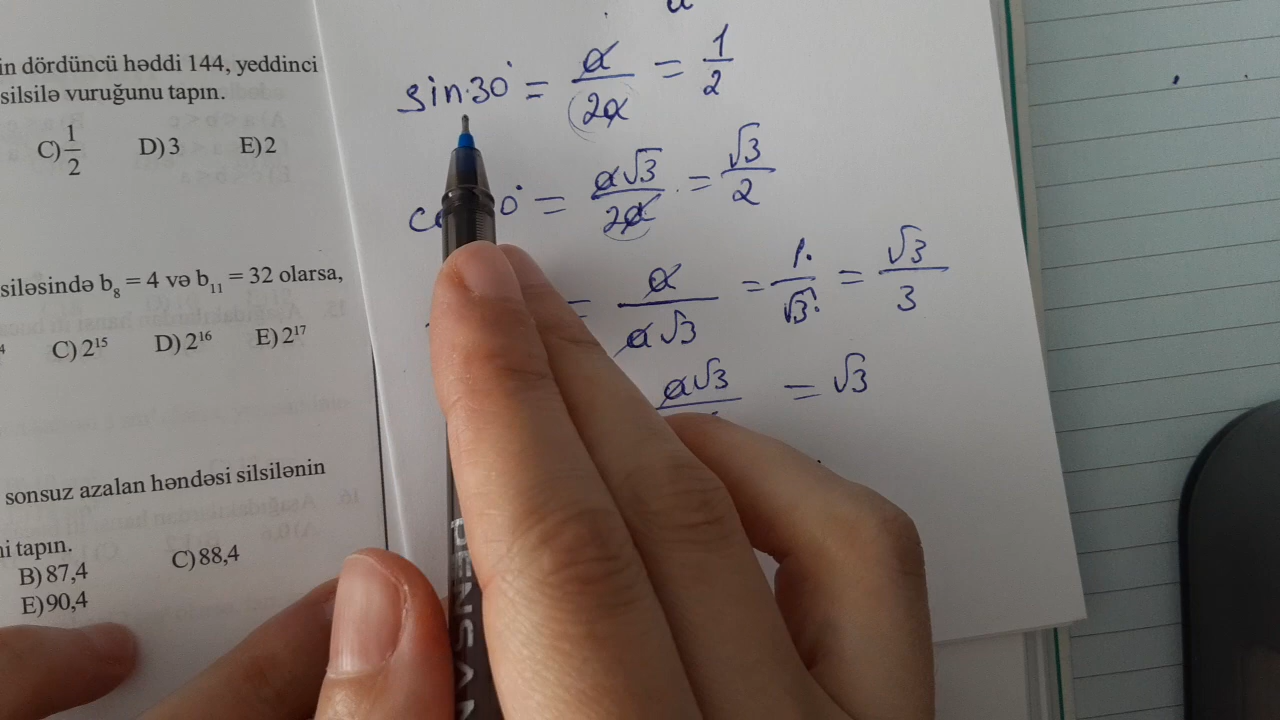 in dördüncü həddi 144, yeddinci
silsilə vuruğunu tapın.
C) 1/2 D) 3 E) 2
siləsində b₈ = 4 və b₁₁ = 32 olarsa,
C) 2¹⁵ D) 2¹⁶ E) 2¹⁷
sonsuz azalan həndəsi silsilənin
tapın.
B) 87,4 C) 88,4
E) 90,4
sin 30° = a/2a = 1/2
0° = a√3/2a = √3/2
= a/a√3 = 1/√3 = √3/3
a√3 = √3
PENSAN